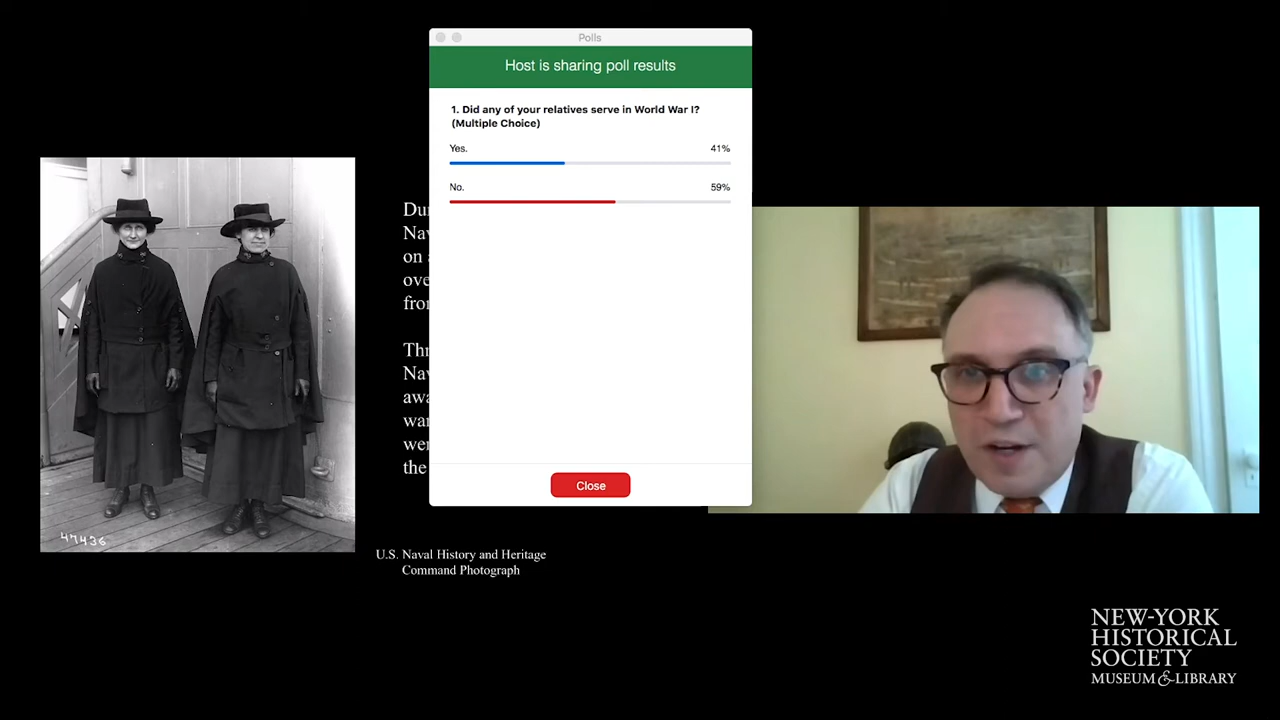 Polls
Host is sharing poll results
1. Did any of your relatives serve in World War I?
(Multiple Choice)
Yes. 41%
No. 59%
Close
47436
U.S. Naval History and Heritage
Command Photograph
NEW-YORK
HISTORICAL
SOCIETY
MUSEUM & LIBRARY